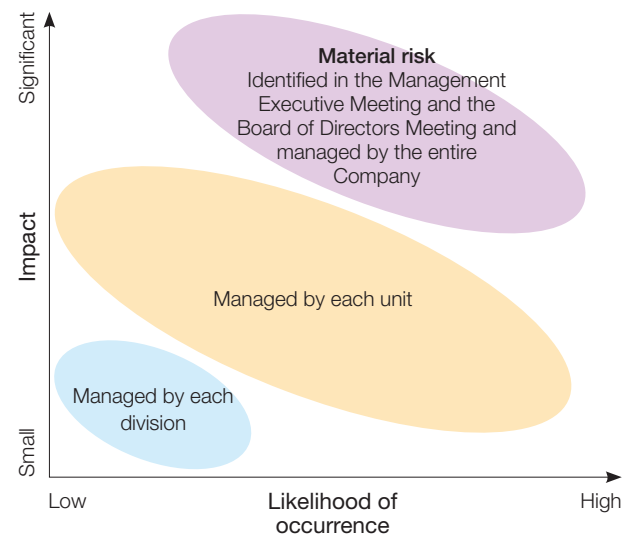 Significant
Impact
Small
Material risk
Identified in the Management
Executive Meeting and the
Board of Directors Meeting and
managed by the entire
Company
Managed by each unit
Managed by each
division
Low
Likelihood of
occurrence
High